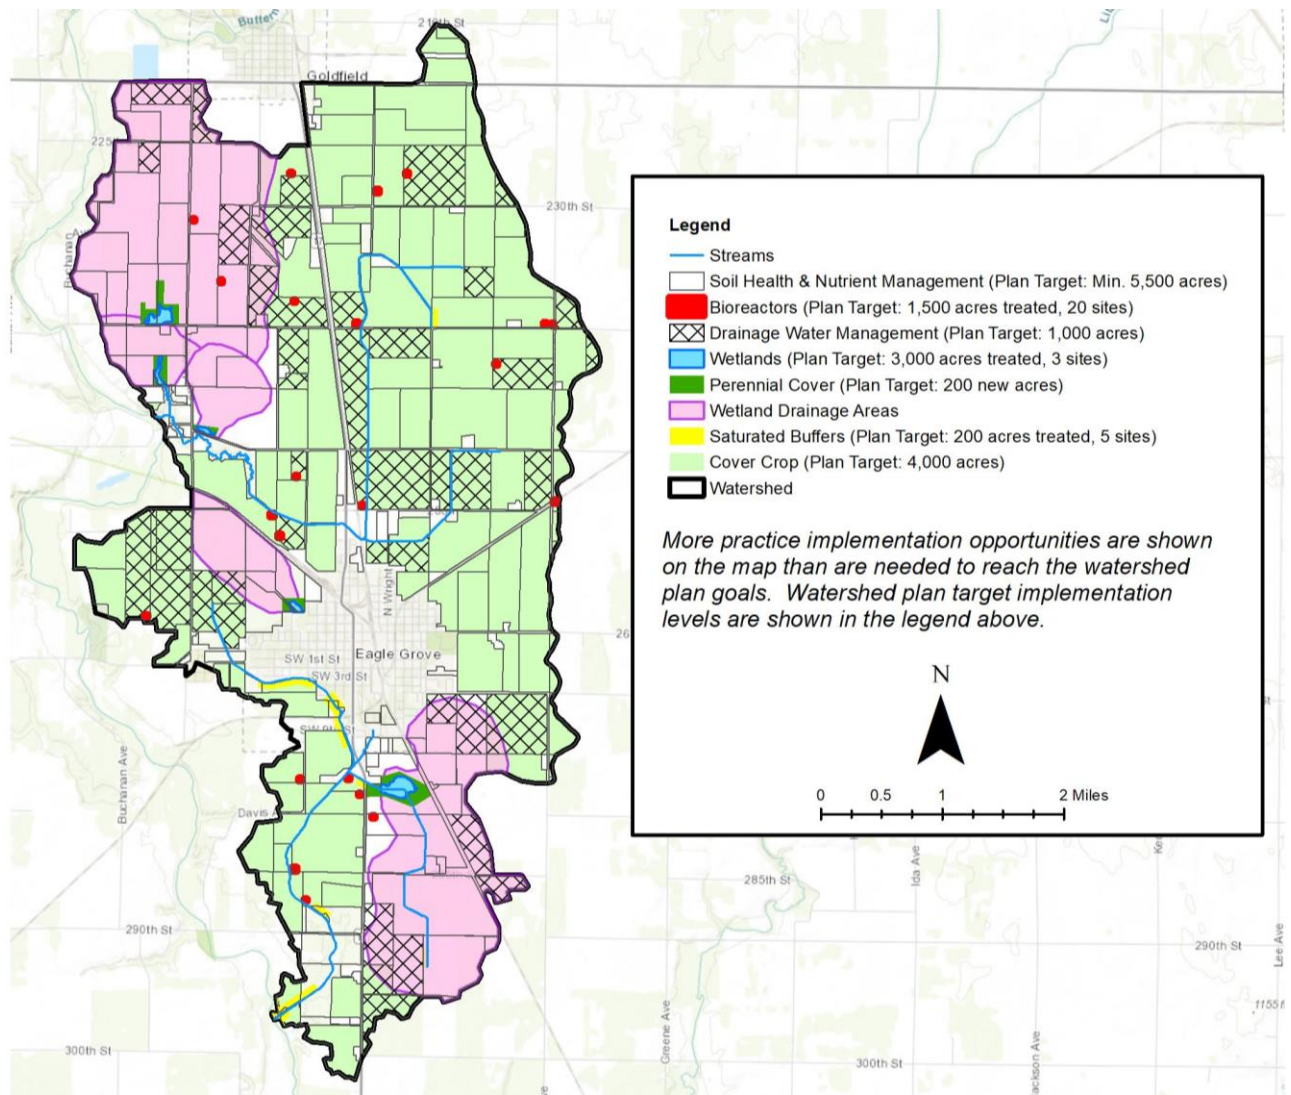 216th St
Goldfield
230th St
Legend
Streams
Soil Health & Nutrient Management (Plan Target: Min. 5,500 acres)
Bioreactors (Plan Target: 1,500 acres treated, 20 sites)
Drainage Water Management (Plan Target: 1,000 acres)
Wetlands (Plan Target: 3,000 acres treated, 3 sites)
Perennial Cover (Plan Target: 200 new acres)
Wetland Drainage Areas
Saturated Buffers (Plan Target: 200 acres treated, 5 sites)
Cover Crop (Plan Target: 4,000 acres)
Watershed
More practice implementation opportunities are shown
on the map than are needed to reach the watershed
plan goals. Watershed plan target implementation
levels are shown in the legend above.
N
0 0.5 1 2 Miles
Buchanan
N Wright
Eagle Grove
SW 1st St
SW 3rd St
Buchanan Ave
Davis
285th St
Ida Ave
290th St
290th St
Lee Ave
Greene Ave
300th St
300th St